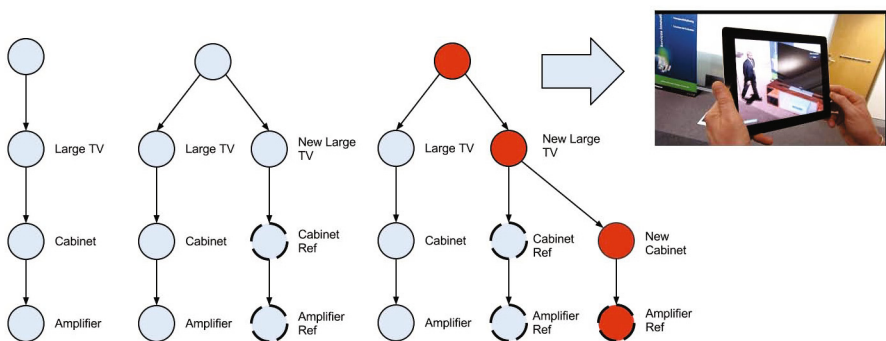 Large TV
Cabinet
Amplifier
Large TV
New Large
TV
Cabinet
Cabinet
Ref
Amplifier
Amplifier
Ref
Large TV
New Large
TV
Cabinet
Cabinet
Ref
New
Cabinet
Amplifier
Amplifier
Ref
Amplifier
Ref